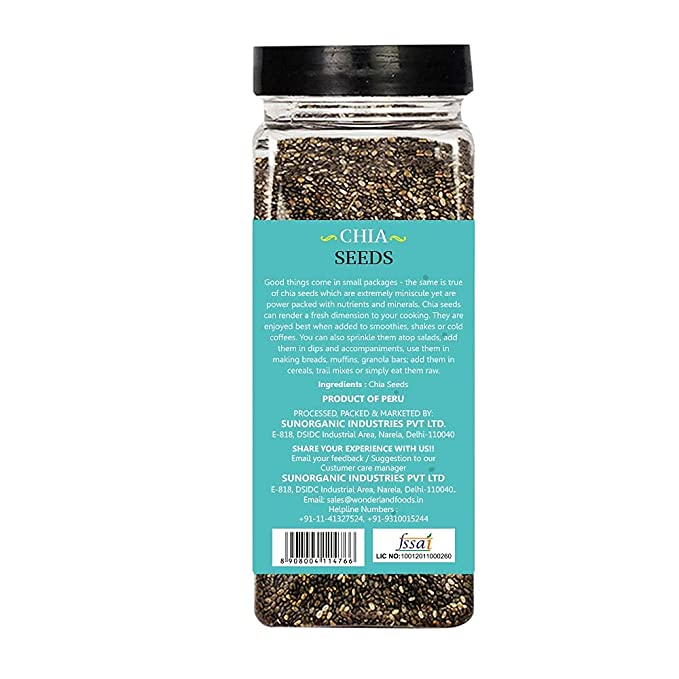 CHIA
SEEDS
Good things come in small packages - the same is true
of chia seeds which are extremely miniscule yet are
power packed with nutrients and minerals. Chia seeds
can render a fresh dimension to your cooking. They are
enjoyed best when added to smoothies, shakes or cold
coffees. You can also sprinkle them atop salads, add
them in dips and accompaniments, use them in
making breads, muffins, granola bars; add them in
cereals, trail mixes or simply eat them raw.
Ingredients : Chia Seeds
PRODUCT OF PERU
PROCESSED, PACKED & MARKETED BY:
SUNORGANIC INDUSTRIES PVT LTD.
E-818, DSIDC Industrial Area, Narela, Delhi-110040
SHARE YOUR EXPERIENCE WITH US!!
Email your feedback / Suggestion to our
Custumer care manager
SUNORGANIC INDUSTRIES PVT LTD
E-818, DSIDC Industrial Area, Narela, Delhi-110040..
Email: sales@wonderlandfoods.in
Helpline Numbers :
+91-11-41327524, +91-9310015244
8 908004 114766
fssai
LIC NO:10012011000260